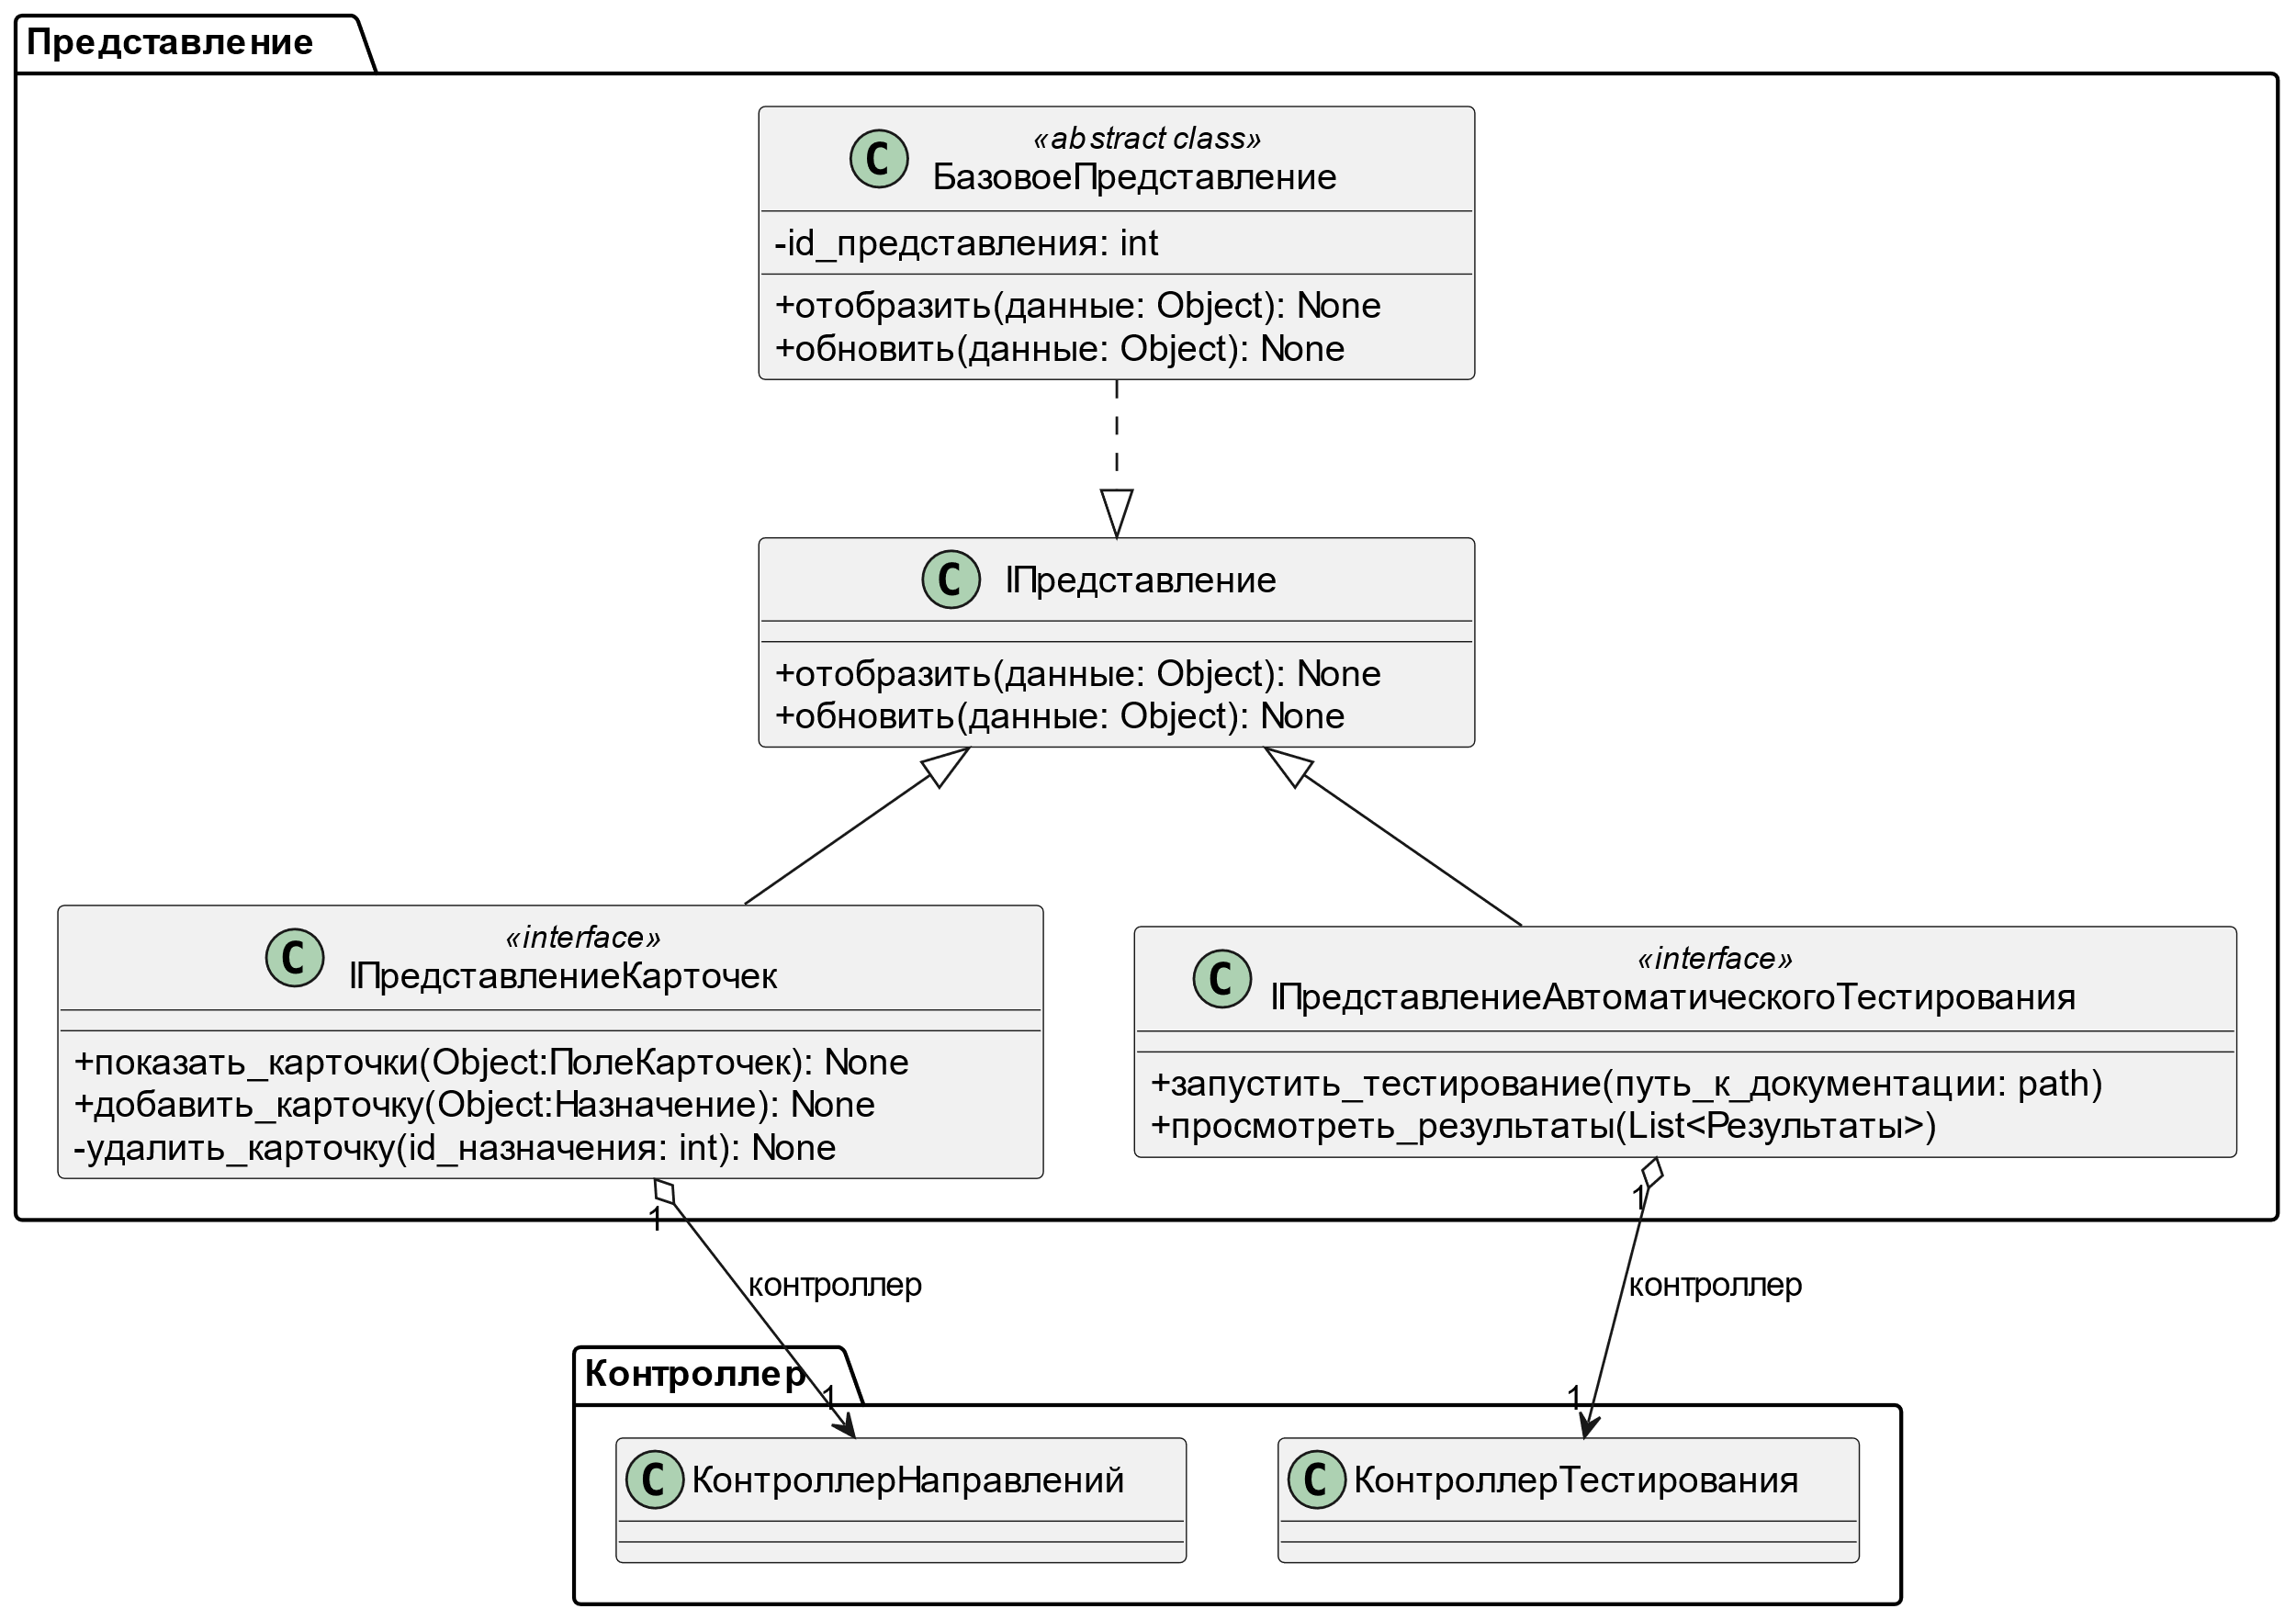 Представление
C
«abstract class»
БазовоеПредставление
-id_представления: int
+отобразить(данные: Object): None
+обновить(данные: Object): None
C
IПредставление
+отобразить(данные: Object): None
+обновить(данные: Object): None
C
«interface»
IПредставлениеКарточек
+показать_карточки(Object:ПолеКарточек): None
+добавить_карточку(Object:Назначение): None
-удалить_карточку(id_назначения: int): None
C
«interface»
IПредставлениеАвтоматическогоТестирования
+запустить_тестирование(путь_к_документации: path)
+просмотреть_результаты(List<Результаты>)
1
1
контроллер
контроллер
Контроллер
1
1
C
КонтроллерНаправлений
C
КонтроллерТестирования